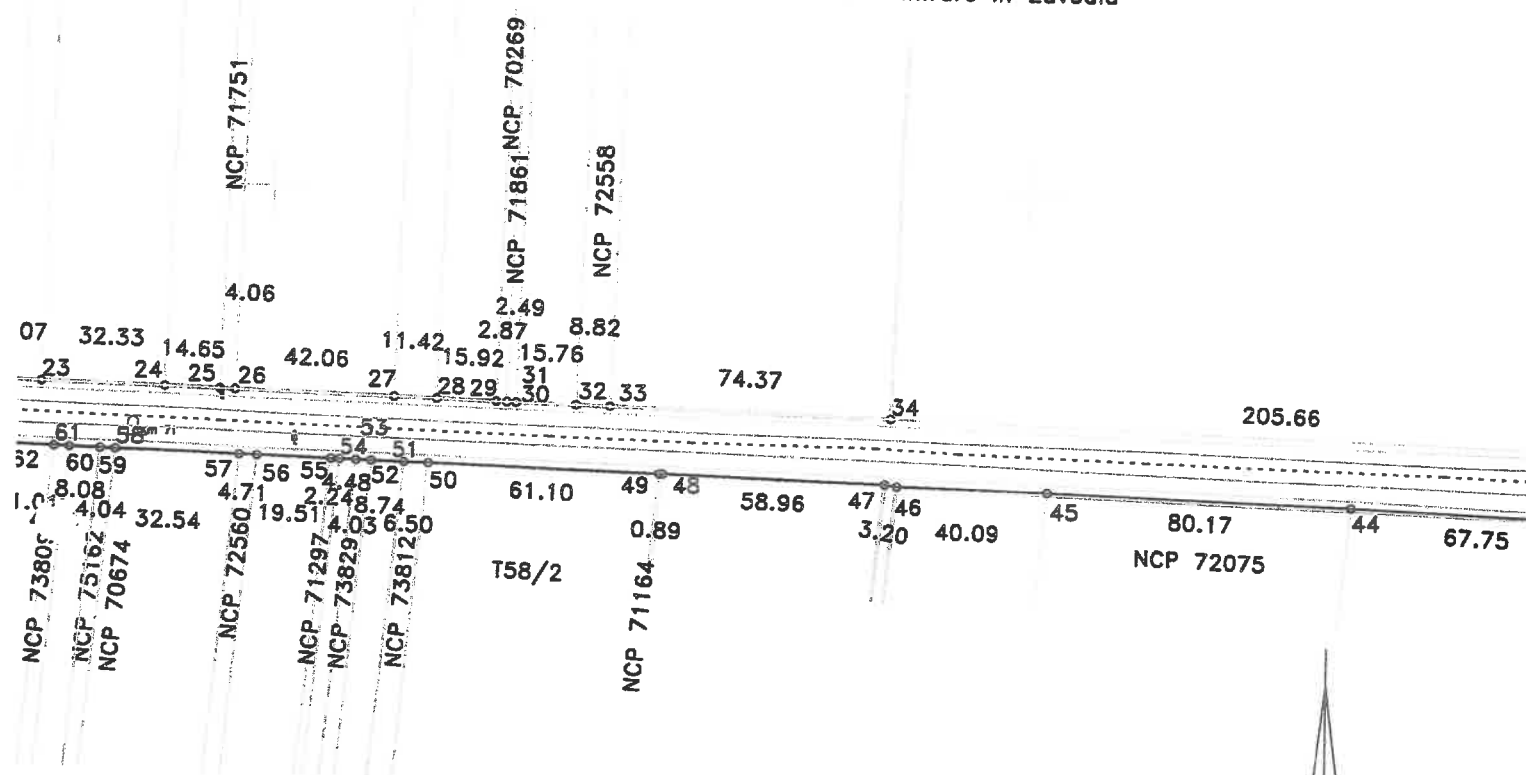 NCP 71751
NCP 70269
NCP 71861
NCP 72558
4.06
2.49
07 32.33 14.65 42.06 11.42 2.87 8.82
15.92 15.76 74.37
23 24 25 26 27 28 29 31 30 32 33 34 205.66
61 58 53
62 60 59 57 56 55 54 52 51 50 49 48 47 46 45 44
8.08 4.04 32.54 4.71 19.51 2.24 4.48 4.03 8.74 6.50 61.10 0.89 58.96 3.20 40.09 80.17 67.75
NCP 75162
NCP 70674
NCP 72560
NCP 71297
NCP 73829
NCP 73812
T58/2
NCP 71164
NCP 72075